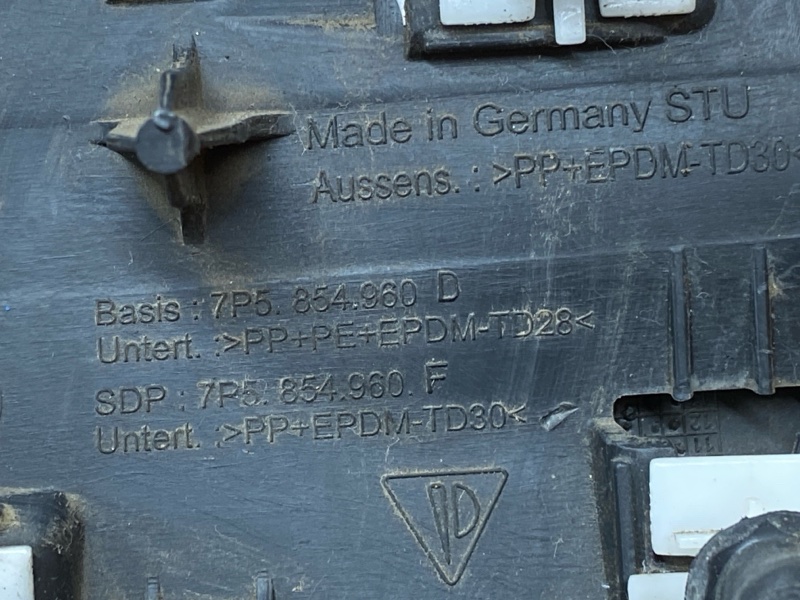 Made in Germany STU
Aussens. : >PP+EPDM-TD30<
Basis : 7P5. 854.960 D
Untert. :>PP+PE+EPDM-TD28<
SDP : 7P5. 854.960. F
Untert. :>PP+EPDM-TD30<